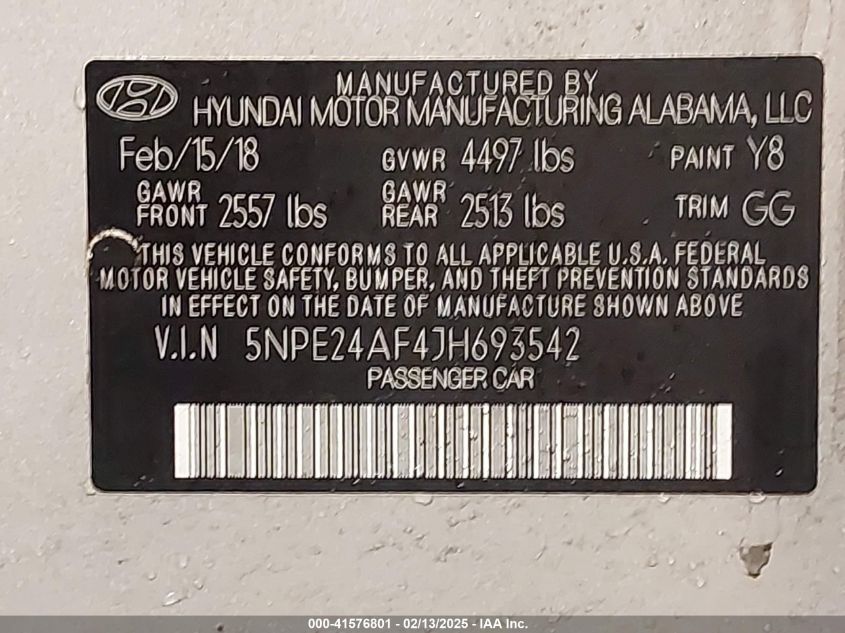 MANUFACTURED BY
HYUNDAI MOTOR MANUFACTURING ALABAMA, LLC
Feb/15/18 GVWR 4497 lbs PAINT Y8
GAWR FRONT 2557 lbs GAWR REAR 2513 lbs TRIM GG
THIS VEHICLE CONFORMS TO ALL APPLICABLE U.S.A. FEDERAL
MOTOR VEHICLE SAFETY, BUMPER, AND THEFT PREVENTION STANDARDS
IN EFFECT ON THE DATE OF MANUFACTURE SHOWN ABOVE
V.I.N 5NPE24AF4JH693542
PASSENGER CAR
000-41576801 - 02/13/2025 - IAA Inc.